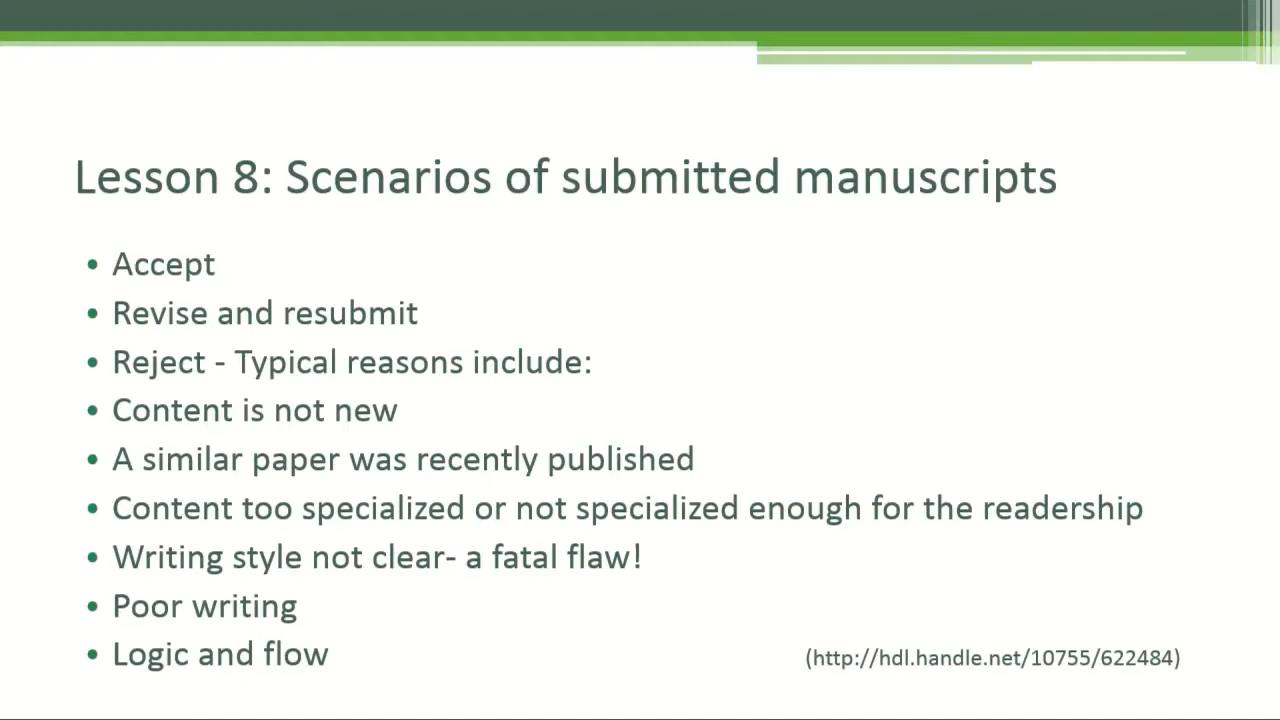 Lesson 8: Scenarios of submitted manuscripts
• Accept
• Revise and resubmit
• Reject - Typical reasons include:
• Content is not new
• A similar paper was recently published
• Content too specialized or not specialized enough for the readership
• Writing style not clear- a fatal flaw!
• Poor writing
• Logic and flow
(http://hdl.handle.net/10755/622484)